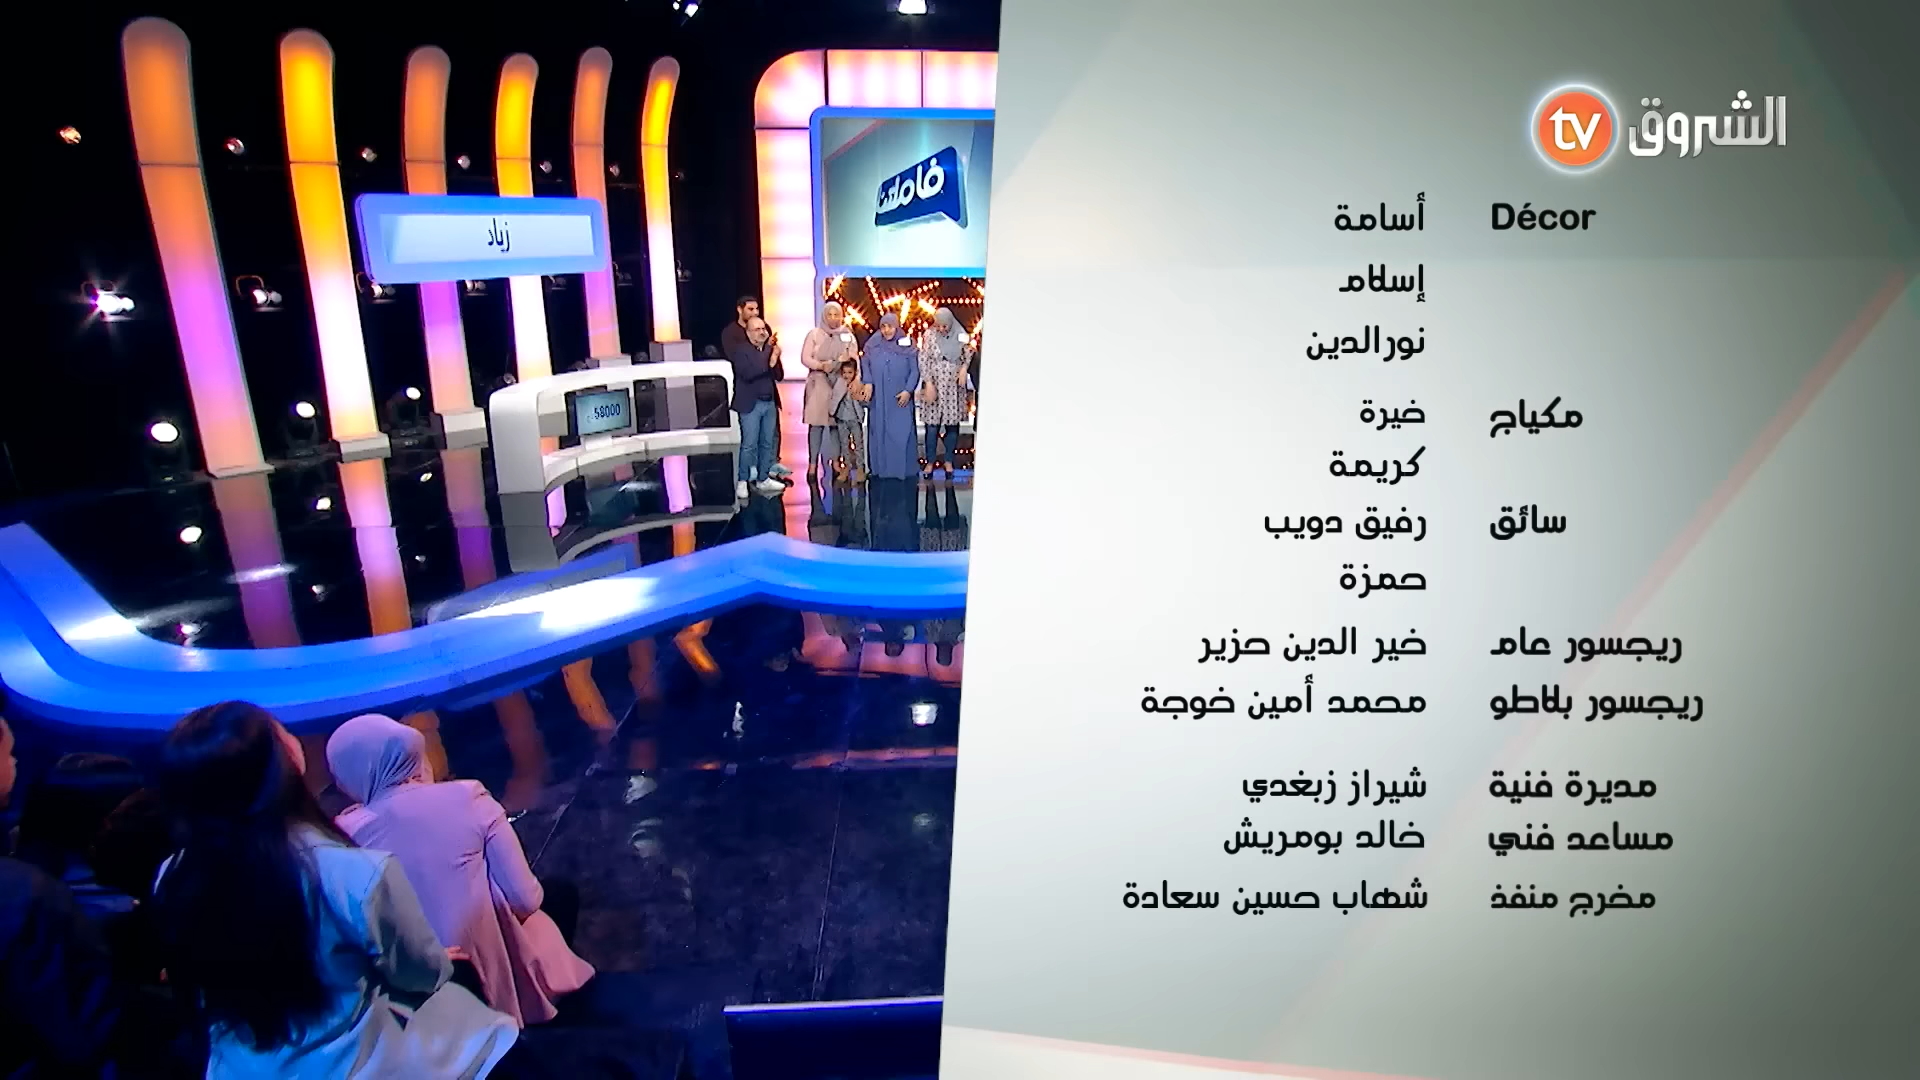 الشروق tv
Décor أسامة
إسلام
نورالدين
مكياج خيرة
كريمة
سائق رفيق دويب
حمزة
ريجسور عام خير الدين حزير
ريجسور بلاطو محمد أمين خوجة
مديرة فنية شيراز زبغدي
مساعد فني خالد بومريش
مخرج منفذ شهاب حسين سعادة
زياد
58000